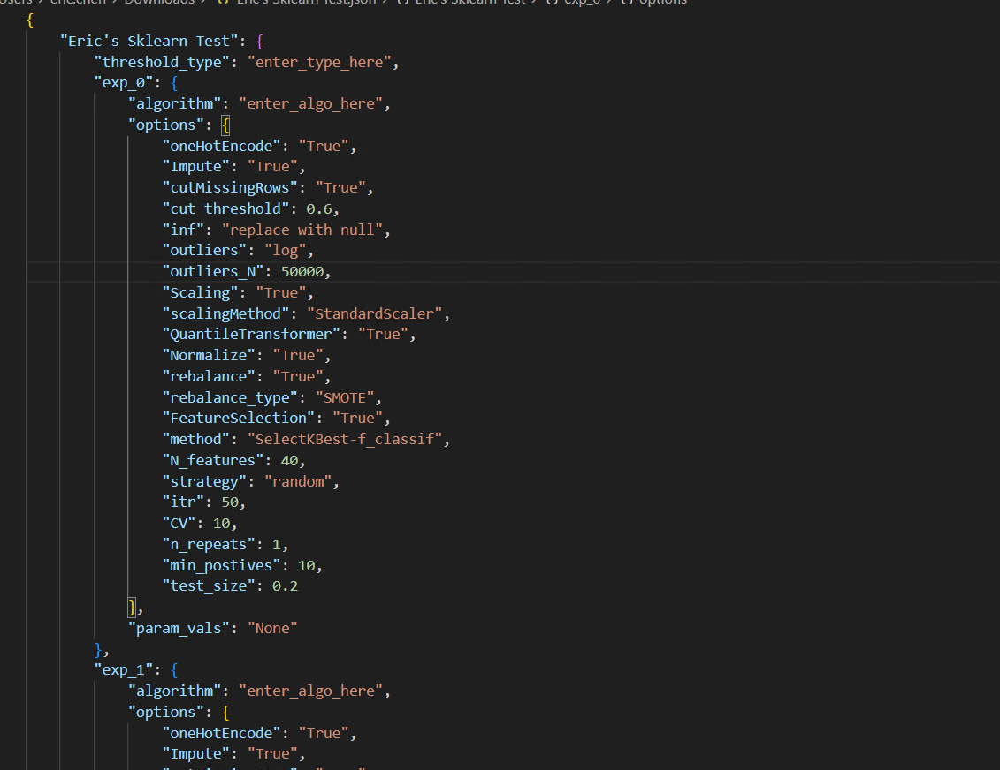 Users > eric.chen > Downloads > {} Eric's Sklearn Test.json > {} Eric's Sklearn Test > {} exp_0 > {} options
{
"Eric's Sklearn Test": {
"threshold_type": "enter_type_here",
"exp_0": {
"algorithm": "enter_algo_here",
"options": {
"oneHotEncode": "True",
"Impute": "True",
"cutMissingRows": "True",
"cut threshold": 0.6,
"inf": "replace with null",
"outliers": "log",
"outliers_N": 50000,
"Scaling": "True",
"scalingMethod": "StandardScaler",
"QuantileTransformer": "True",
"Normalize": "True",
"rebalance": "True",
"rebalance_type": "SMOTE",
"FeatureSelection": "True",
"method": "SelectKBest-f_classif",
"N_features": 40,
"strategy": "random",
"itr": 50,
"CV": 10,
"n_repeats": 1,
"min_postives": 10,
"test_size": 0.2
},
"param_vals": "None"
},
"exp_1": {
"algorithm": "enter_algo_here",
"options": {
"oneHotEncode": "True",
"Impute": "True",